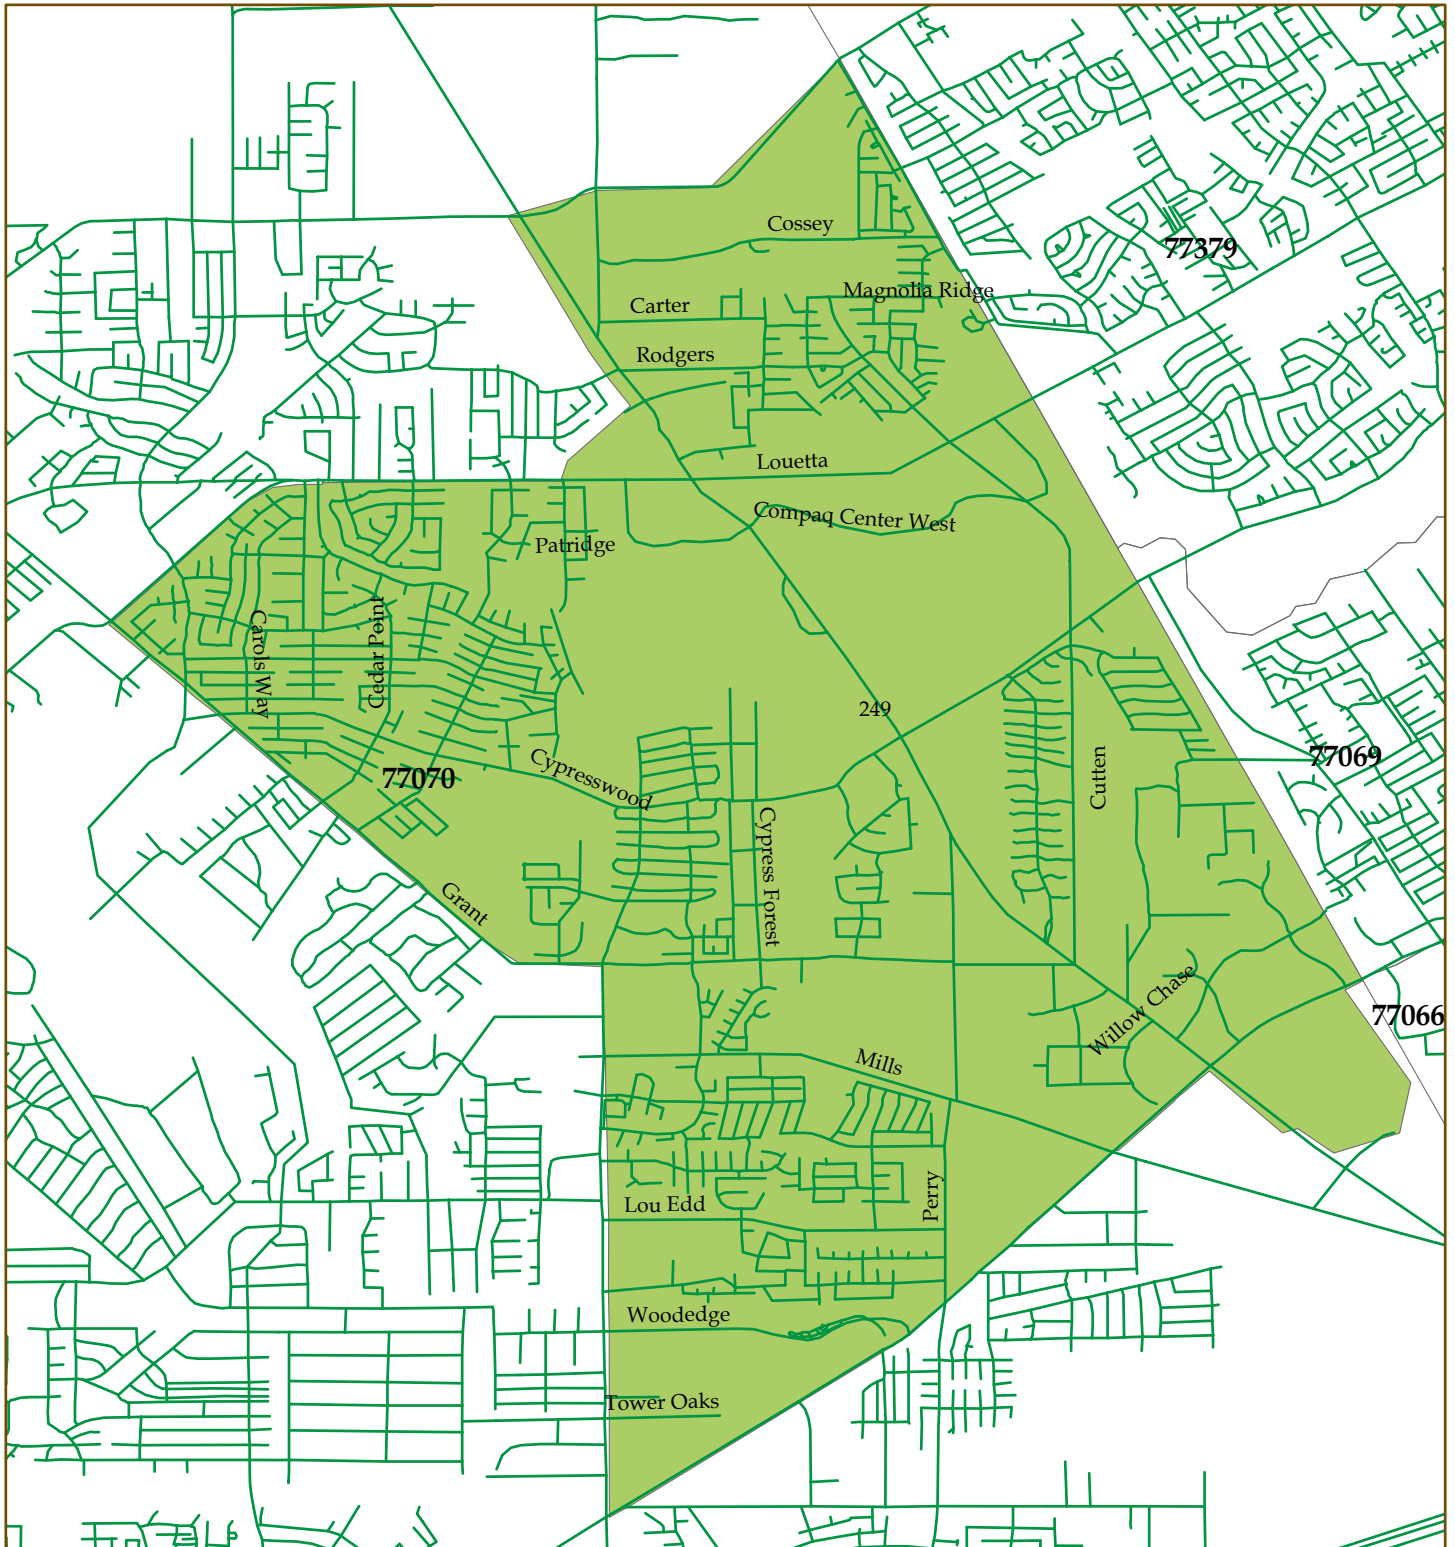 Cossey
77379
Magnolia Ridge
Carter
Rodgers
Louetta
Compaq Center West
Patridge
Carols Way
Cedar Point
249
77069
Cutten
77070
Cypresswood
Cypress Forest
Grant
Willow Chase
77066
Mills
Perry
Lou Edd
Woodedge
Tower Oaks